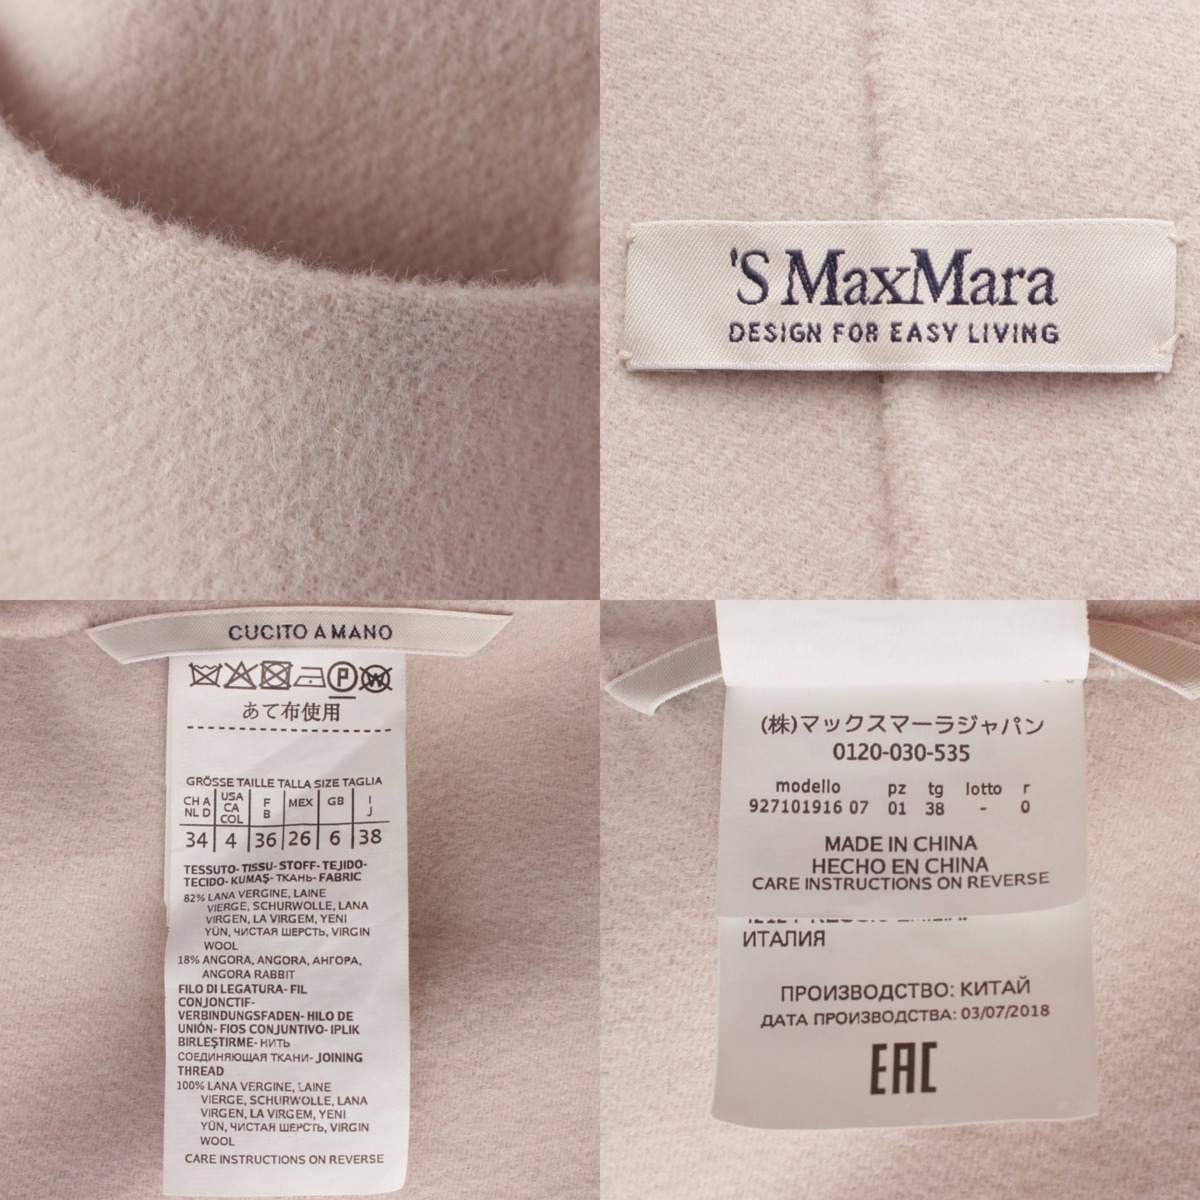 'S MaxMara
DESIGN FOR EASY LIVING
CUCITO A MANO
P W
あて布使用
GRÖSSE TAILLE TALLA SIZE TAGLIA
CH A NL D USA CA COL F B MEX GB I J
34 4 36 26 6 38
TESSUTO- TISSU- STOFF- TEJIDO-
TECIDO- KUMAŞ- ТКАНЬ- FABRIC
82% LANA VERGINE, LAINE
VIERGE, SCHURWOLLE, LANA
VIRGEN, LA VIRGEM, YENI
YÜN, ЧИСТАЯ ШЕРСТЬ, VIRGIN
WOOL
18% ANGORA, ANGORA, АНГОРА,
ANGORA RABBIT
FILO DI LEGATURA- FIL
CONJONCTIF-
VERBINDUNGSFADEN- HILO DE
UNIÓN- FIOS CONJUNTIVO- IPLIK
BIRLEŞTIRME- НИТЬ
СОЕДИНЯЮЩАЯ ТКАНИ- JOINING
THREAD
100% LANA VERGINE, LAINE
VIERGE, SCHURWOLLE, LANA
VIRGEN, LA VIRGEM, YENI
YÜN, ЧИСТАЯ ШЕРСТЬ, VIRGIN
WOOL
CARE INSTRUCTIONS ON REVERSE
(株)マックスマーラジャパン
0120-030-535
modello pz tg lotto r
927101916 07 01 38 - 0
MADE IN CHINA
HECHO EN CHINA
CARE INSTRUCTIONS ON REVERSE
ИТАЛИЯ
ПРОИЗВОДСТВО: КИТАЙ
ДАТА ПРОИЗВОДСТВА: 03/07/2018
EAC